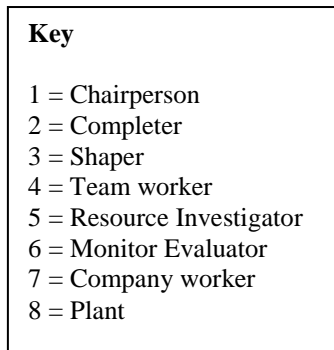 Key
1 = Chairperson
2 = Completer
3 = Shaper
4 = Team worker
5 = Resource Investigator
6 = Monitor Evaluator
7 = Company worker
8 = Plant